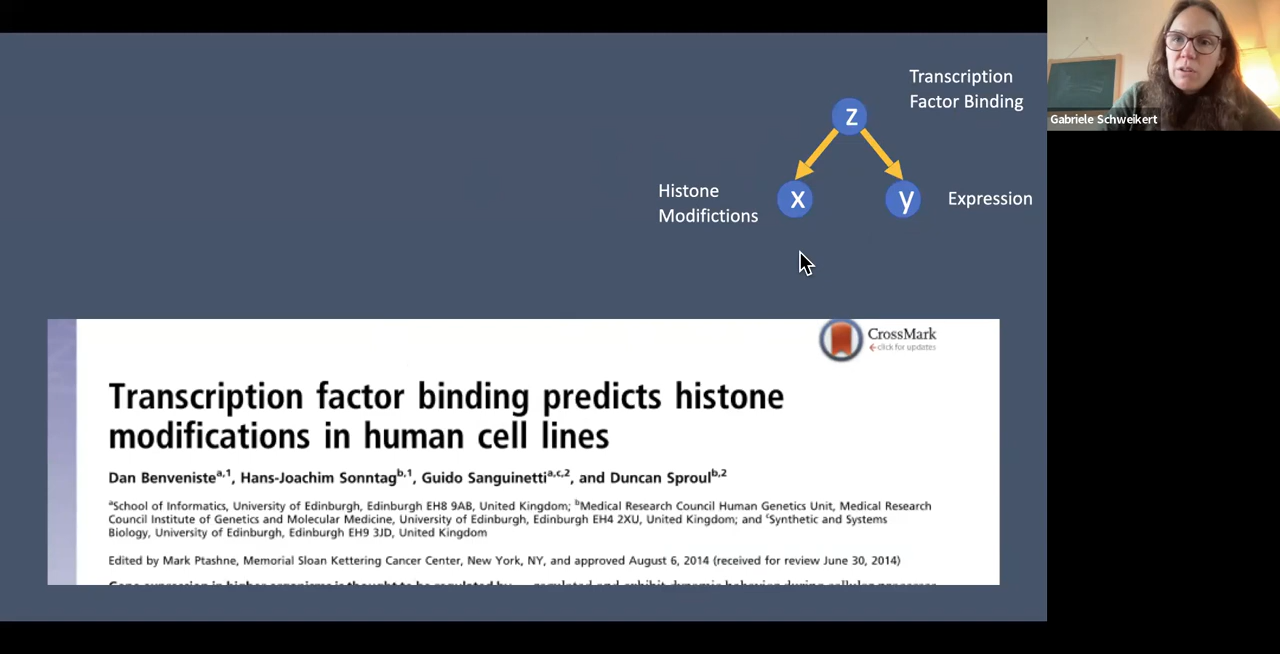 Transcription
Factor Binding
z
Histone
Modifictions
x
y
Expression
Gabriele Schweikert
CrossMark
click for updates
Transcription factor binding predicts histone
modifications in human cell lines
Dan Benveniste^a,1, Hans-Joachim Sonntag^b,1, Guido Sanguinetti^a,c,2, and Duncan Sproul^b,2
^aSchool of Informatics, University of Edinburgh, Edinburgh EH8 9AB, United Kingdom; ^bMedical Research Council Human Genetics Unit, Medical Research
Council Institute of Genetics and Molecular Medicine, University of Edinburgh, Edinburgh EH4 2XU, United Kingdom; and ^cSynthetic and Systems
Biology, University of Edinburgh, Edinburgh EH9 3JD, United Kingdom
Edited by Mark Ptashne, Memorial Sloan Kettering Cancer Center, New York, NY, and approved August 6, 2014 (received for review June 30, 2014)